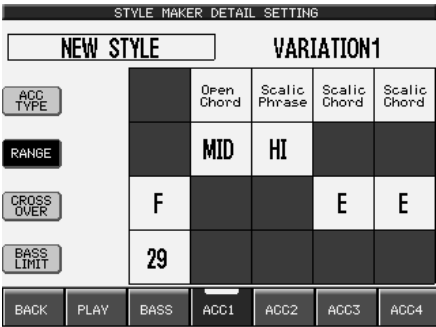 STYLE MAKER DETAIL SETTING
NEW STYLE VARIATION1
ACC TYPE Open Chord Scalic Phrase Scalic Chord Scalic Chord
RANGE MID HI
CROSS OVER F E E
BASS LIMIT 29
BACK PLAY BASS ACC1 ACC2 ACC3 ACC4